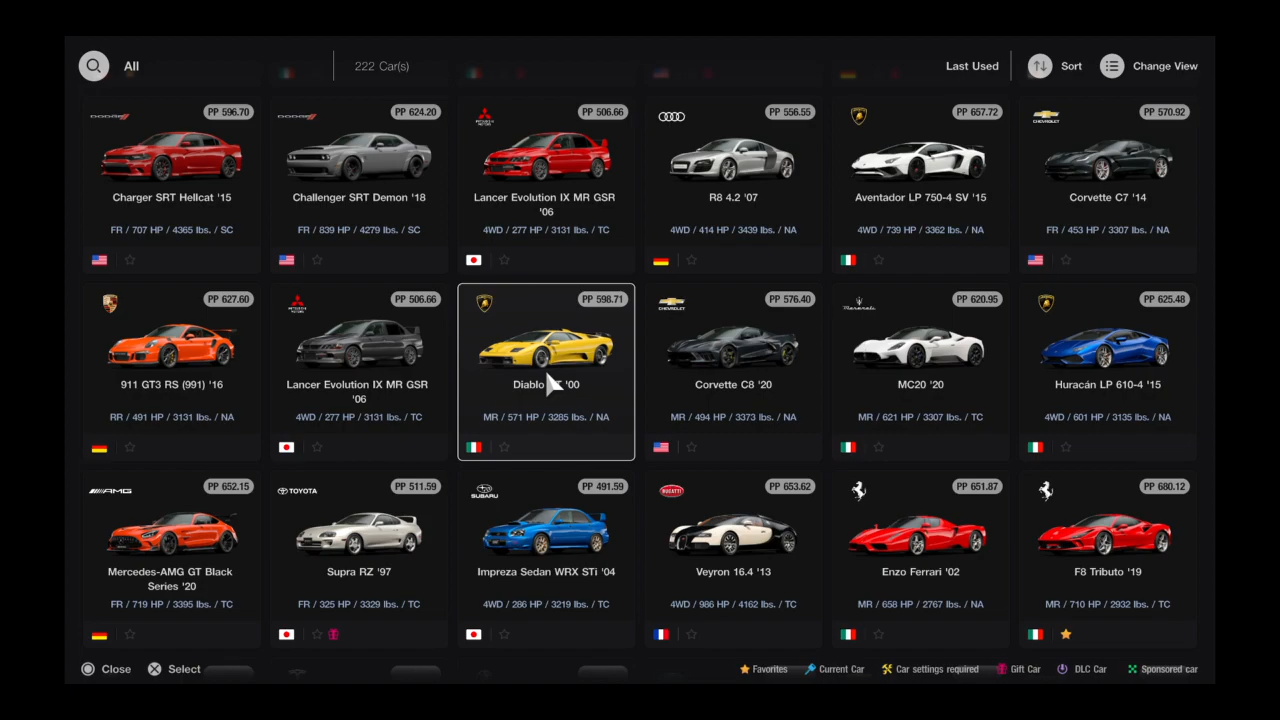 All
222 Car(s)
Last Used
Sort
Change View
DODGE
PP 596.70
Charger SRT Hellcat '15
FR / 707 HP / 4365 lbs. / SC
DODGE
PP 624.20
Challenger SRT Demon '18
FR / 839 HP / 4279 lbs. / SC
MITSUBISHI
MOTORS
PP 506.66
Lancer Evolution IX MR GSR
'06
4WD / 277 HP / 3131 lbs. / TC
PP 556.55
R8 4.2 '07
4WD / 414 HP / 3439 lbs. / NA
PP 657.72
Aventador LP 750-4 SV '15
4WD / 739 HP / 3362 lbs. / NA
CHEVROLET
PP 570.92
Corvette C7 '14
FR / 453 HP / 3307 lbs. / NA
PP 627.60
911 GT3 RS (991) '16
RR / 491 HP / 3131 lbs. / NA
MITSUBISHI
MOTORS
PP 506.66
Lancer Evolution IX MR GSR
'06
4WD / 277 HP / 3131 lbs. / TC
PP 598.71
Diablo '00
MR / 571 HP / 3285 lbs. / NA
CHEVROLET
PP 576.40
Corvette C8 '20
MR / 494 HP / 3373 lbs. / NA
Maserati
PP 620.95
MC20 '20
MR / 621 HP / 3307 lbs. / TC
PP 625.48
Huracán LP 610-4 '15
4WD / 601 HP / 3135 lbs. / NA
AMG
PP 652.15
Mercedes-AMG GT Black
Series '20
FR / 719 HP / 3395 lbs. / TC
TOYOTA
PP 511.59
Supra RZ '97
FR / 325 HP / 3329 lbs. / TC
SUBARU
PP 491.59
Impreza Sedan WRX STi '04
4WD / 286 HP / 3219 lbs. / TC
BUGATTI
PP 653.62
Veyron 16.4 '13
4WD / 986 HP / 4162 lbs. / TC
PP 651.87
Enzo Ferrari '02
MR / 658 HP / 2767 lbs. / NA
PP 680.12
F8 Tributo '19
MR / 710 HP / 2932 lbs. / TC
Close
Select
Favorites
Current Car
Car settings required
Gift Car
DLC Car
Sponsored car